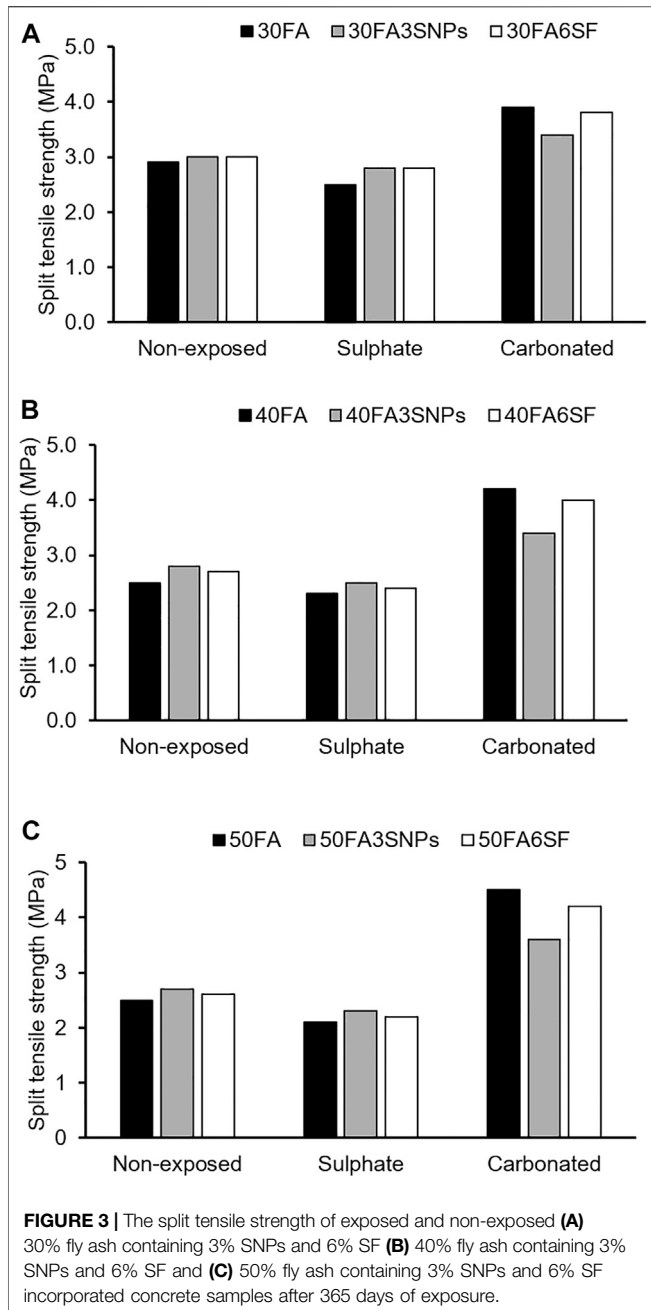 A
30FA 30FA3SNPs 30FA6SF
5.0
4.0
3.0
2.0
1.0
0.0
Split tensile strength (MPa)
Non-exposed Sulphate Carbonated
B
40FA 40FA3SNPs 40FA6SF
5.0
4.0
3.0
2.0
1.0
0.0
Split tensile strength (MPa)
Non-exposed Sulphate Carbonated
C
50FA 50FA3SNPs 50FA6SF
5
4
3
2
1
0
Split tensile strength (MPa)
Non-exposed Sulphate Carbonated
FIGURE 3 | The split tensile strength of exposed and non-exposed (A)
30% fly ash containing 3% SNPs and 6% SF (B) 40% fly ash containing 3%
SNPs and 6% SF and (C) 50% fly ash containing 3% SNPs and 6% SF
incorporated concrete samples after 365 days of exposure.